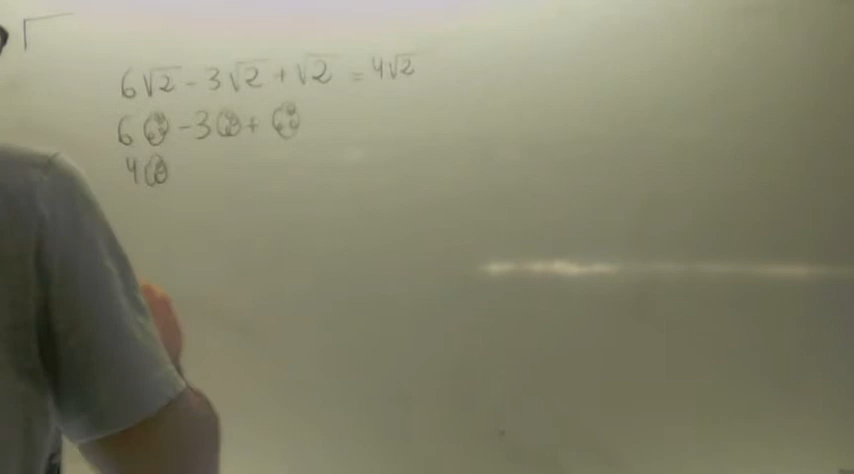 √
6√2 - 3√2 + √2 = 4√2
6 - 3 +
4